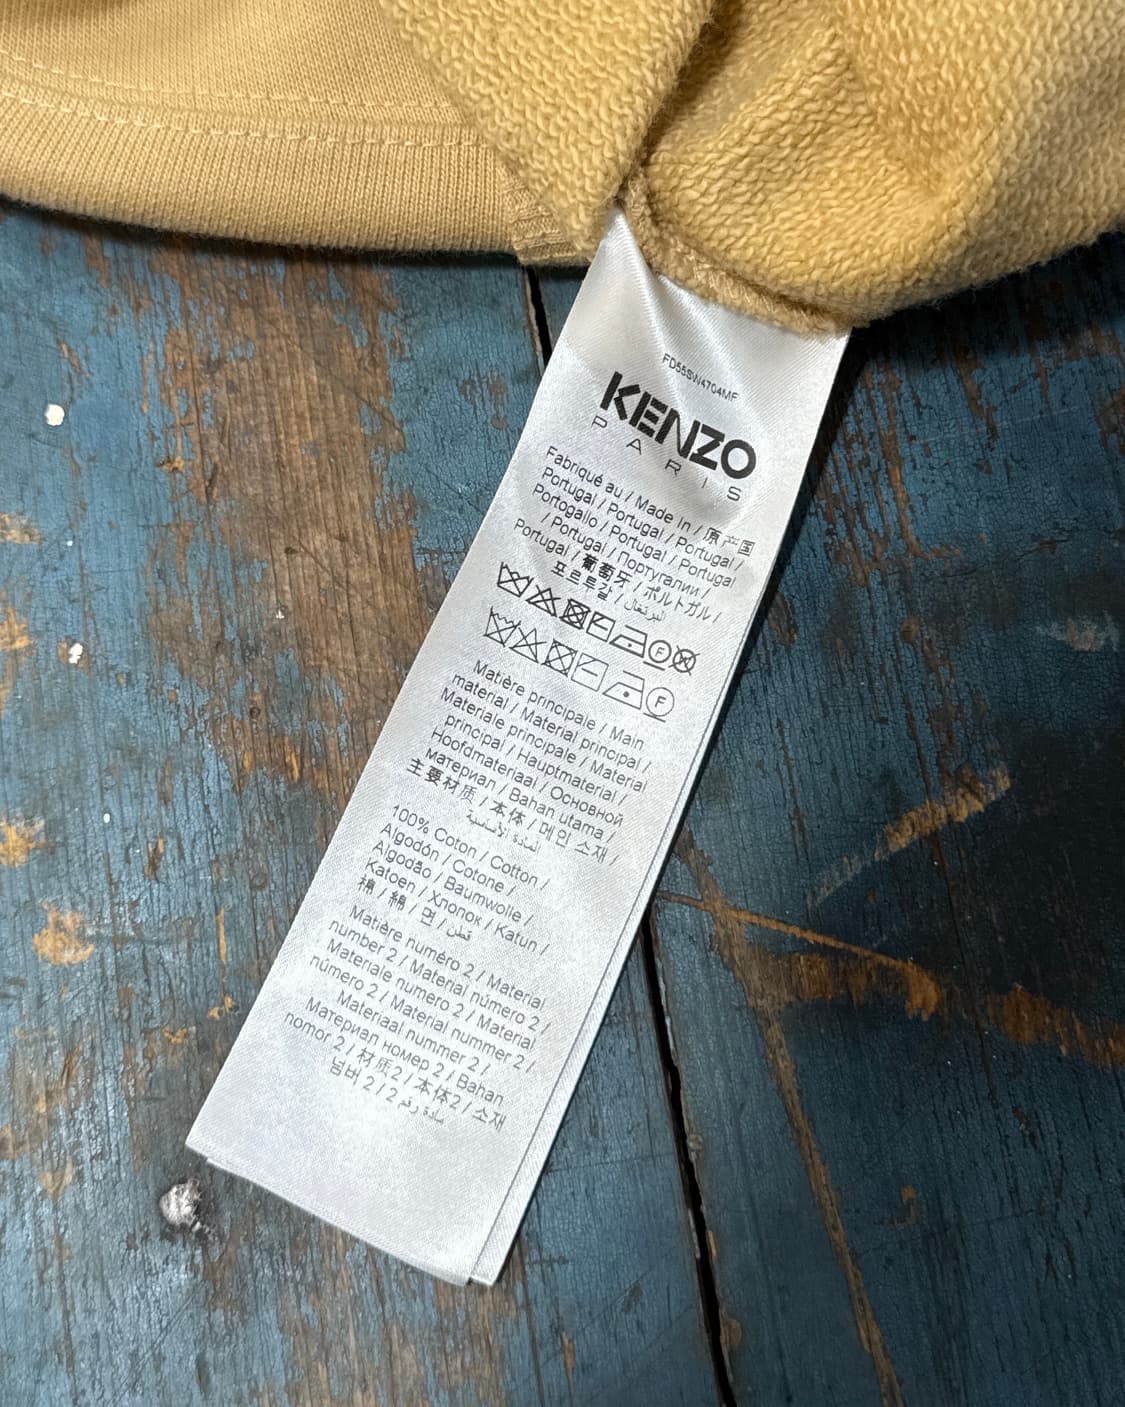 FD55SW4704MF
KENZO
PARIS
Fabriqué au / Made In / 原产国
Portugal / Portugal / Portugal /
Portogallo / Portugal / Portugal
/ Portugal / Португалии /
Portugal / 葡萄牙 / ポルトガル /
포르투갈 / البرتغال
F
F
Matière principale / Main
material / Material principal /
Materiale principale / Material
principal / Hauptmaterial /
Hoofdmateriaal / Основной
материал / Bahan utama /
主要材质 / 本体 / 메인 소재 /
المادة الأساسية
100% Coton / Cotton /
Algodón / Cotone /
Algodão / Baumwolle /
Katoen / Хлопок / Katun /
棉 / 綿 / 면 / قطن
Matière numéro 2 / Material
number 2 / Material número 2 /
Materiale numero 2 / Material
número 2 / Material nummer 2 /
Materiaal nummer 2 /
Материал номер 2 / Bahan
nomor 2 / 材质2 / 本体2 / 소재
넘버 2 / مادة رقم 2